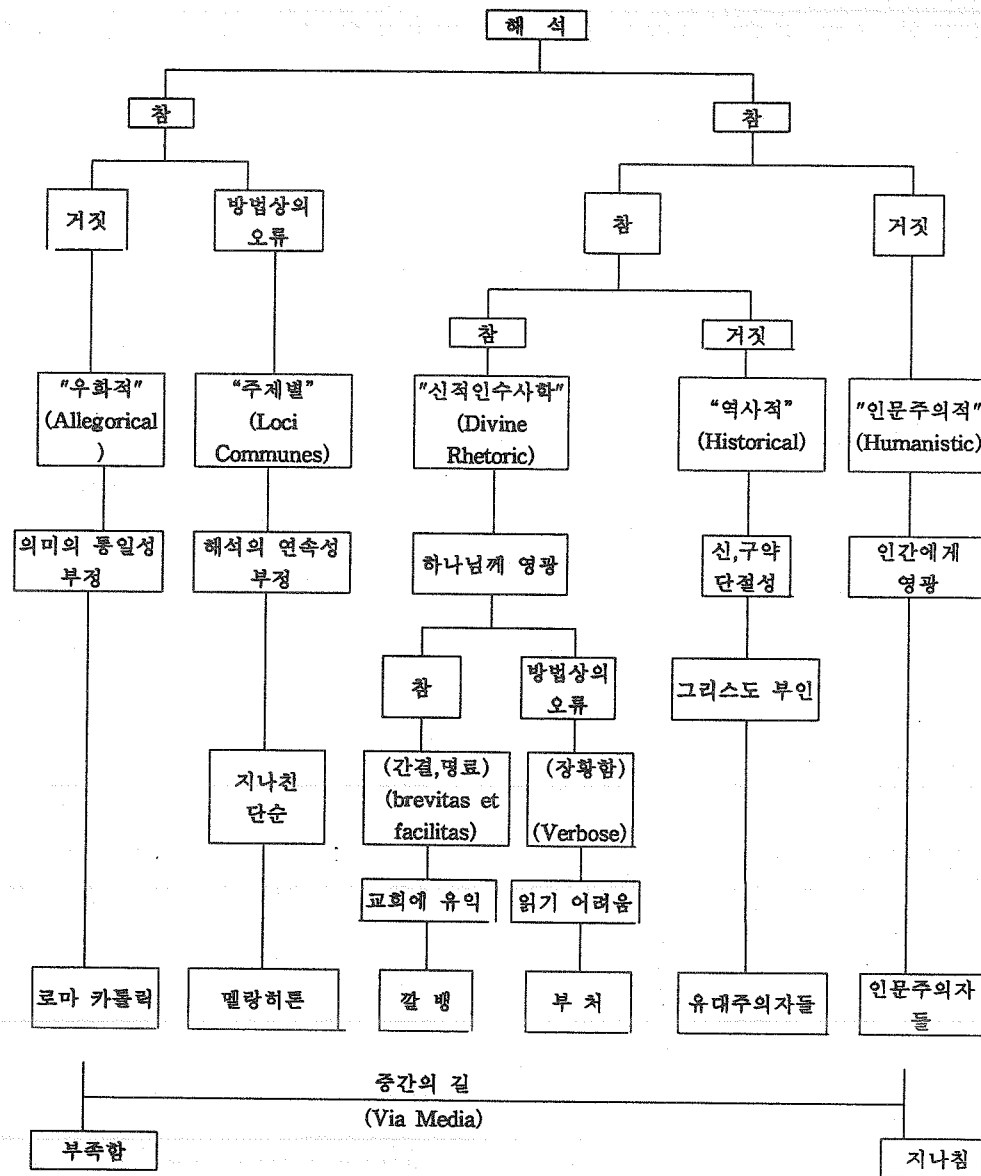 해 석
참
참
거짓
방법상의
오류
참
거짓
참
거짓
"우화적"
(Allegorical
)
"주제별"
(Loci
Communes)
"신적인수사학"
(Divine
Rhetoric)
"역사적"
(Historical)
"인문주의적"
(Humanistic)
의미의 통일성
부정
해석의 연속성
부정
하나님께 영광
신,구약
단절성
인간에게
영광
참
방법상의
오류
그리스도 부인
지나친
단순
(간결,명료)
(brevitas et
facilitas)
(장황함)
(Verbose)
교회에 유익
읽기 어려움
로마 카톨릭
멜랑히톤
깔 뱅
부 처
유대주의자들
인문주의자
들
중간의 길
(Via Media)
부족함
지나침